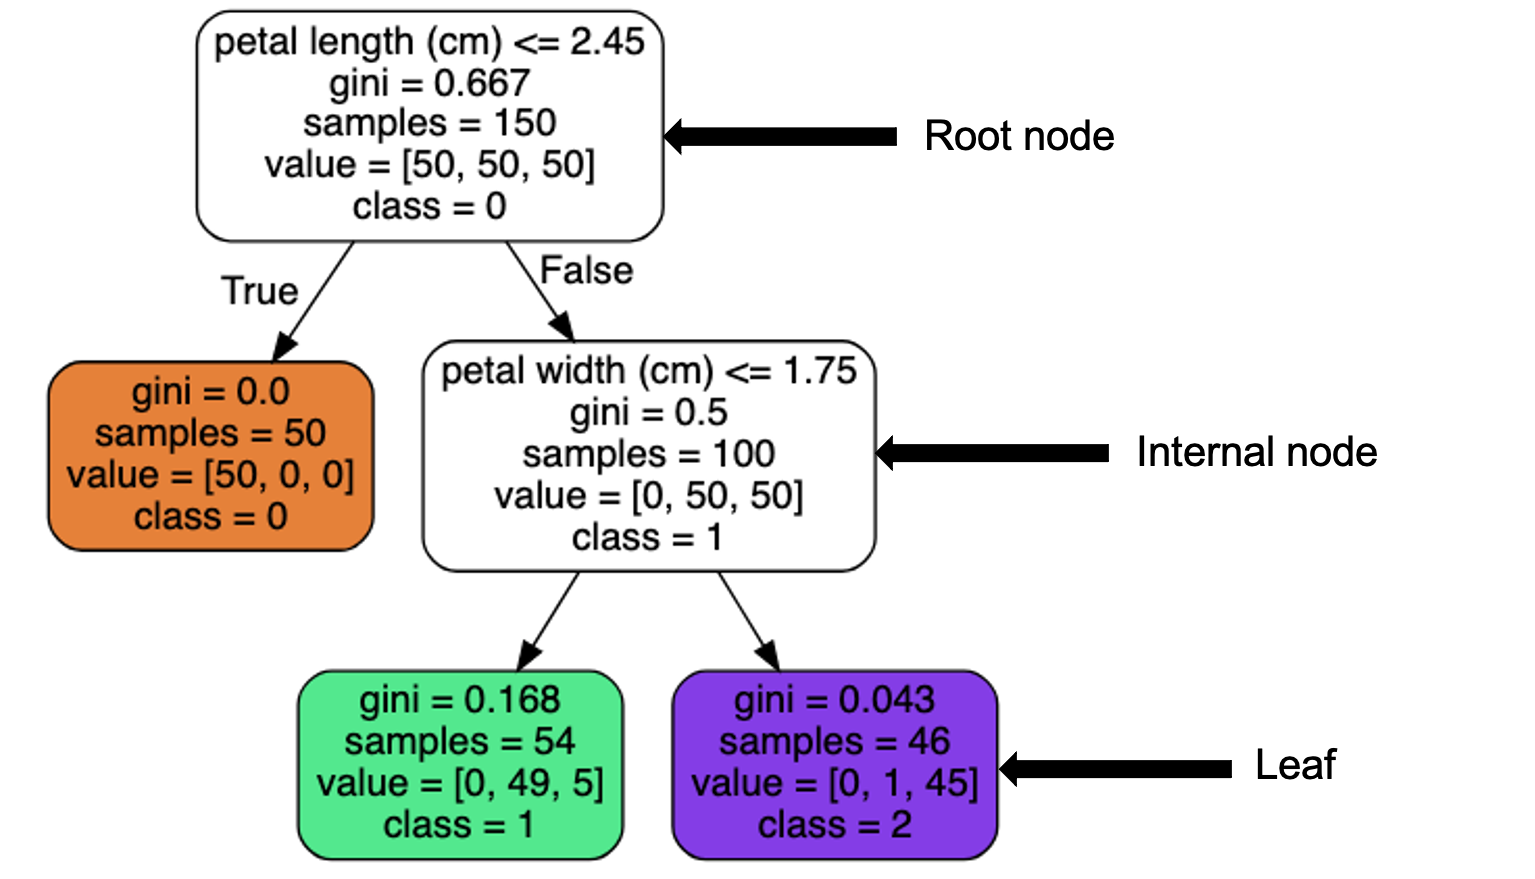 petal length (cm) <= 2.45
gini = 0.667
samples = 150
value = [50, 50, 50]
class = 0
Root node
True
False
gini = 0.0
samples = 50
value = [50, 0, 0]
class = 0
petal width (cm) <= 1.75
gini = 0.5
samples = 100
value = [0, 50, 50]
class = 1
Internal node
gini = 0.168
samples = 54
value = [0, 49, 5]
class = 1
gini = 0.043
samples = 46
value = [0, 1, 45]
class = 2
Leaf